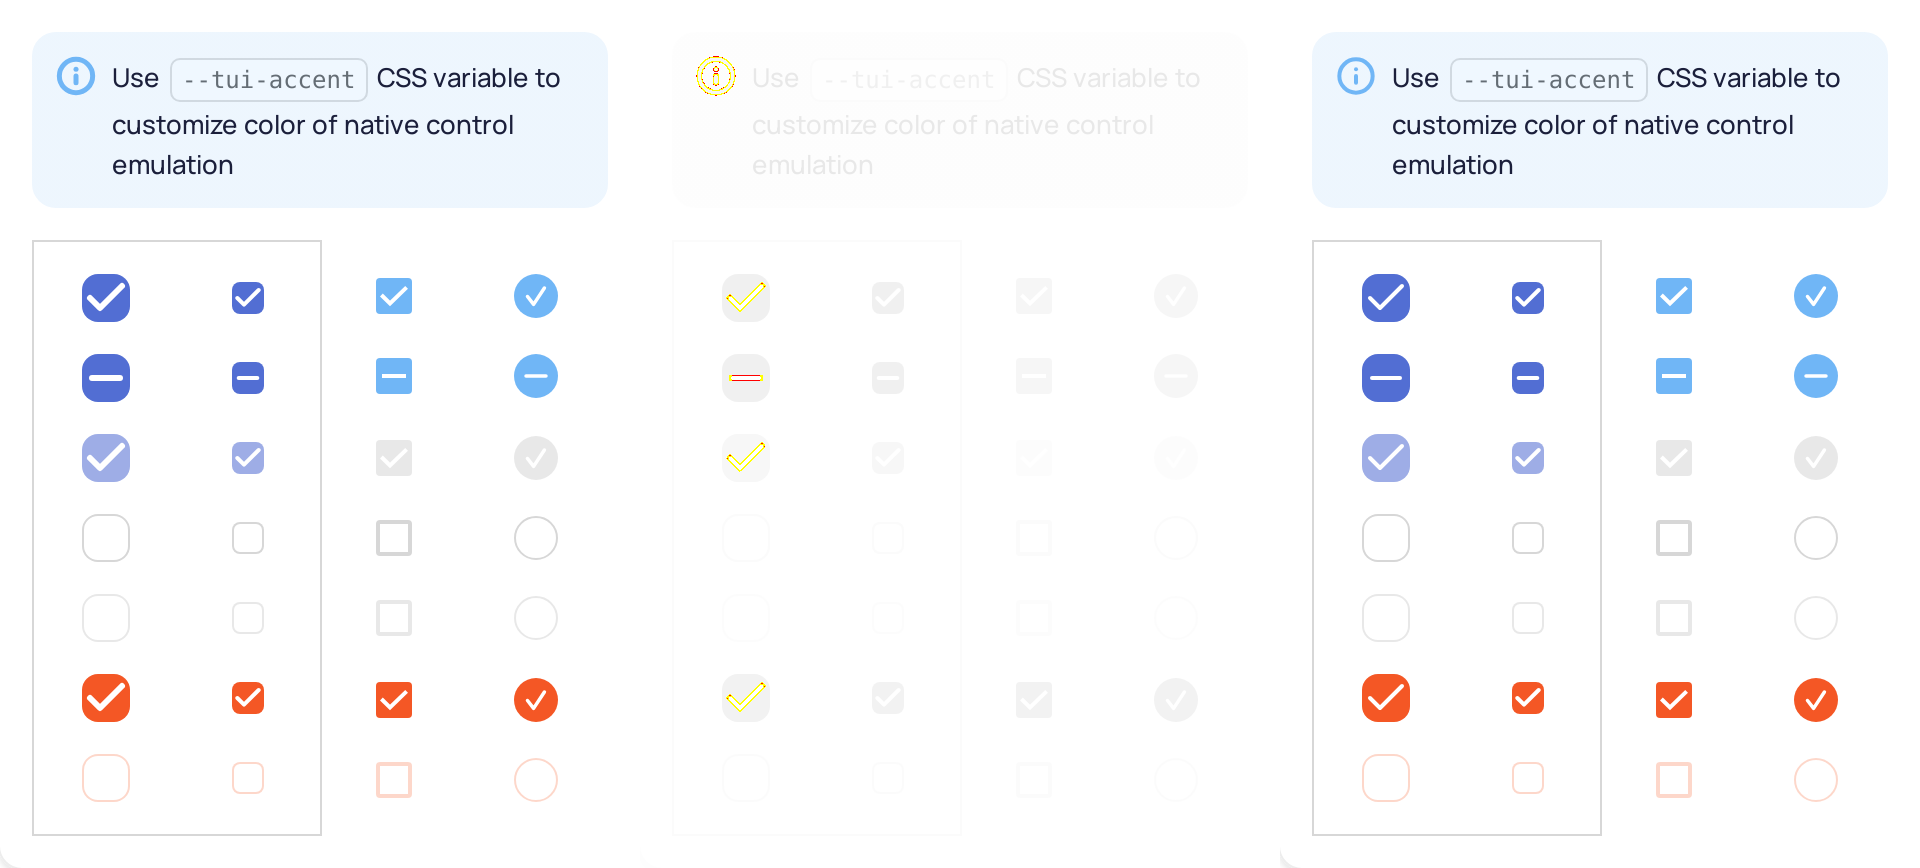 Use --tui-accent CSS variable to
customize color of native control
emulation
Use --tui-accent CSS variable to
customize color of native control
emulation
Use --tui-accent CSS variable to
customize color of native control
emulation